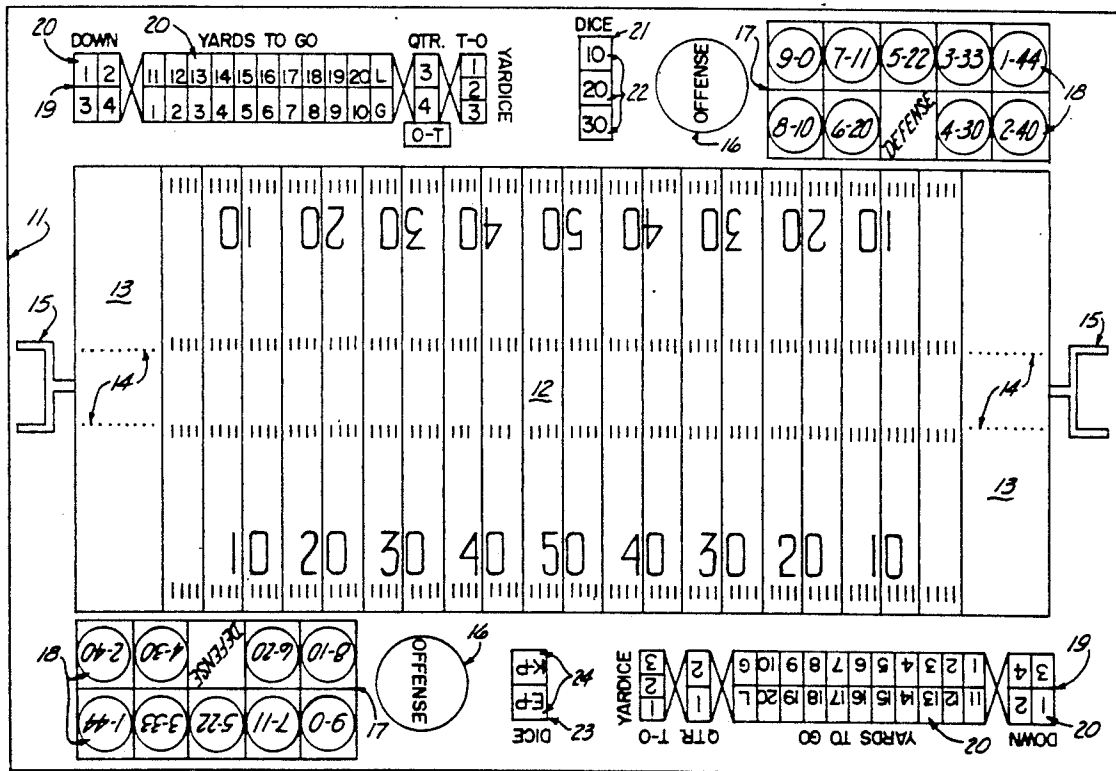 20 DOWN 20 YARDS TO GO QTR. T-O YARDICE
1 2 11 12 13 14 15 16 17 18 19 20 L 3 1
19 3 4 1 2 3 4 5 6 7 8 9 10 G 4 2
O-T 3
DICE 21
10
20 22
30
OFFENSE
16
17 9-0 7-11 5-22 3-33 1-44
8-10 6-20 DEFENSE 4-30 2-40 18
11
10 20 30 40 50 40 30 20 10
13
15 15
14 12 14
13
10 20 30 40 50 40 30 20 10
18 2-40 4-30 DEFENSE 6-20 8-10
1-44 3-33 5-22 7-11 9-0 17
OFFENSE
16
K-P 24
E-P
DICE 23
YARDICE 3 2 G 10 9 8 7 6 5 4 3 2 1 3 4 19
2
1 1 L 20 19 18 17 16 15 14 13 12 11 1 2
T-O QTR YARDS TO GO 20 DOWN 20